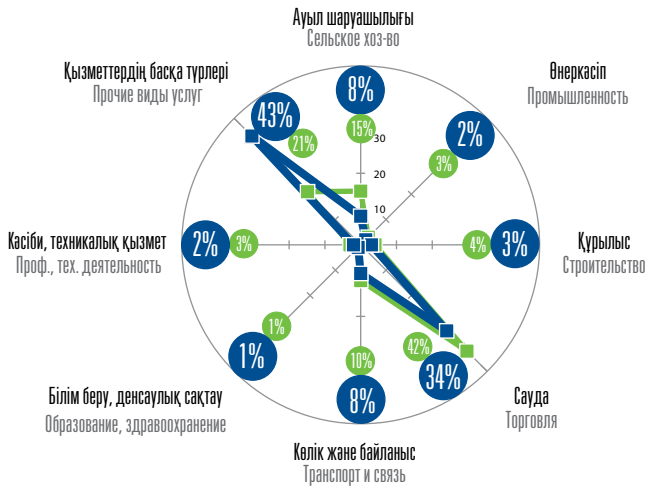 Ауыл шаруашылығы
Сельское хоз-во
8%
15%
Өнеркәсіп
Промышленность
2%
3%
Құрылыс
Строительство
3%
4%
Сауда
Торговля
34%
42%
Көлік және байланыс
Транспорт и связь
8%
10%
Білім беру, денсаулық сақтау
Образование, здравоохранение
1%
1%
Кәсіби, техникалық қызмет
Проф., тех. деятельность
2%
3%
Қызметтердің басқа түрлері
Прочие виды услуг
43%
21%
30
20
10